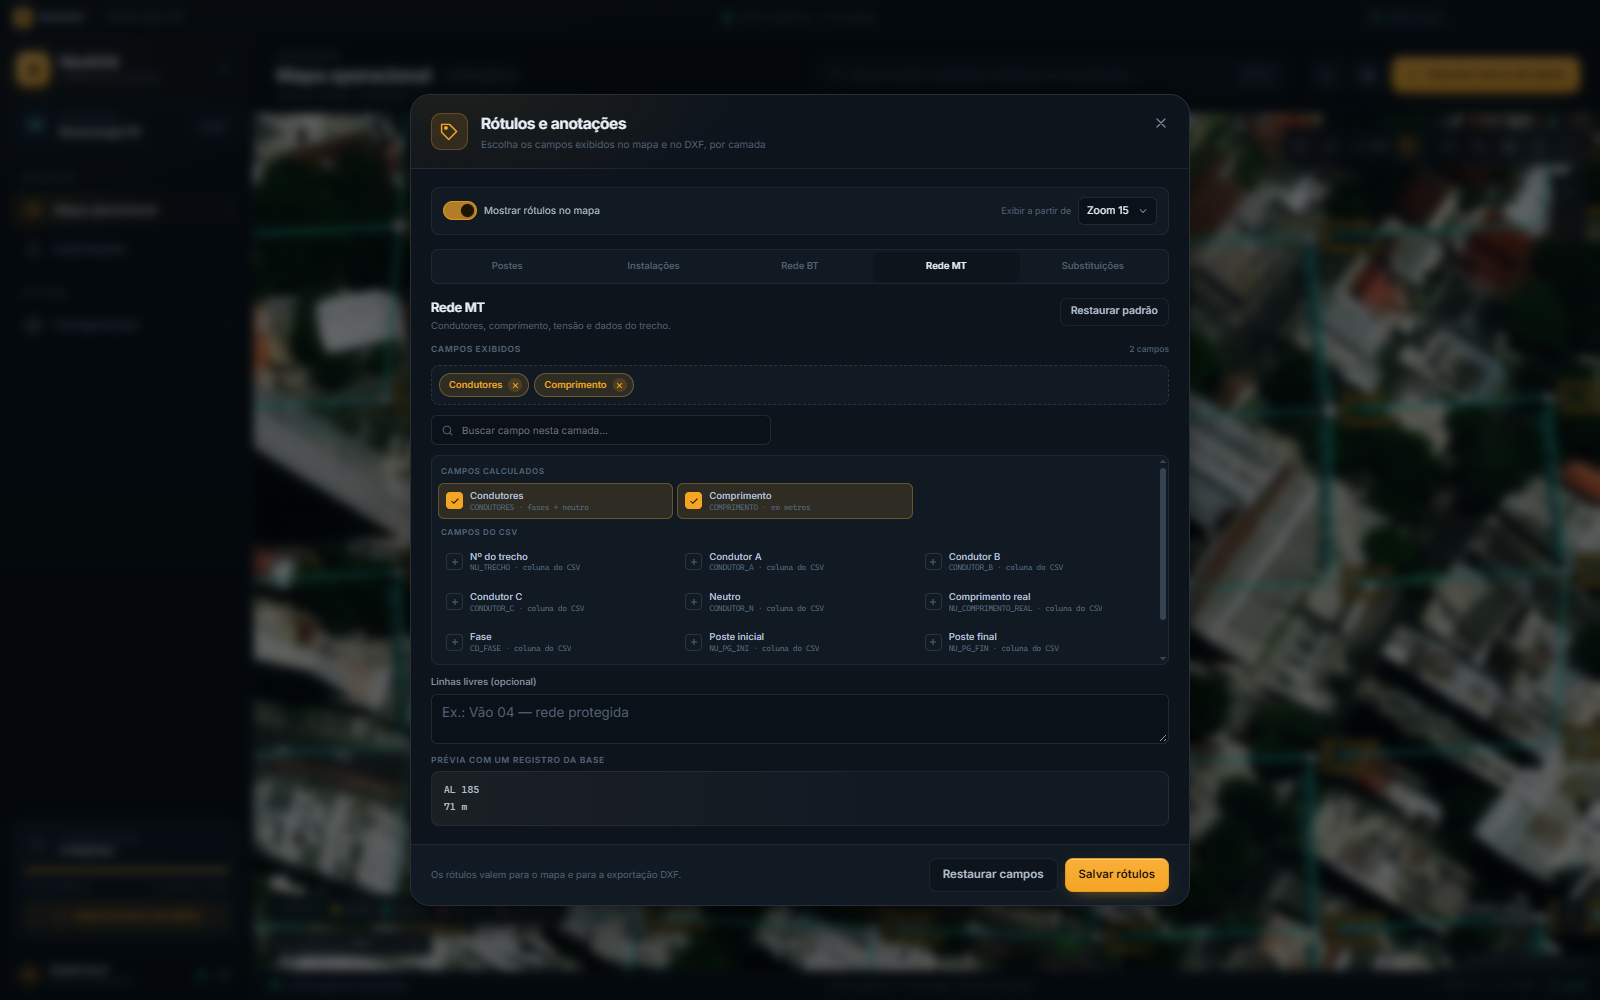 Mapa operacional
Rótulos e anotações
Escolha os campos exibidos no mapa e no DXF, por camada
Mostrar rótulos no mapa
Exibir a partir de
Zoom 15
Postes
Instalações
Rede BT
Rede MT
Substituições
Rede MT
Condutores, comprimento, tensão e dados do trecho.
Restaurar padrão
CAMPOS EXIBIDOS
2 campos
Condutores
Comprimento
Buscar campo nesta camada...
CAMPOS CALCULADOS
Condutores
CONDUTORES · fases + neutro
Comprimento
COMPRIMENTO · em metros
CAMPOS DO CSV
Nº do trecho
NU_TRECHO · coluna do CSV
Condutor A
CONDUTOR_A · coluna do CSV
Condutor B
CONDUTOR_B · coluna do CSV
Condutor C
CONDUTOR_C · coluna do CSV
Neutro
CONDUTOR_N · coluna do CSV
Comprimento real
NU_COMPRIMENTO_REAL · coluna do CSV
Fase
CD_FASE · coluna do CSV
Poste inicial
NU_PG_INI · coluna do CSV
Poste final
NU_PG_FIN · coluna do CSV
Linhas livres (opcional)
Ex.: Vão 04 — rede protegida
PRÉVIA COM UM REGISTRO DA BASE
AL 185
71 m
Os rótulos valem para o mapa e para a exportação DXF.
Restaurar campos
Salvar rótulos